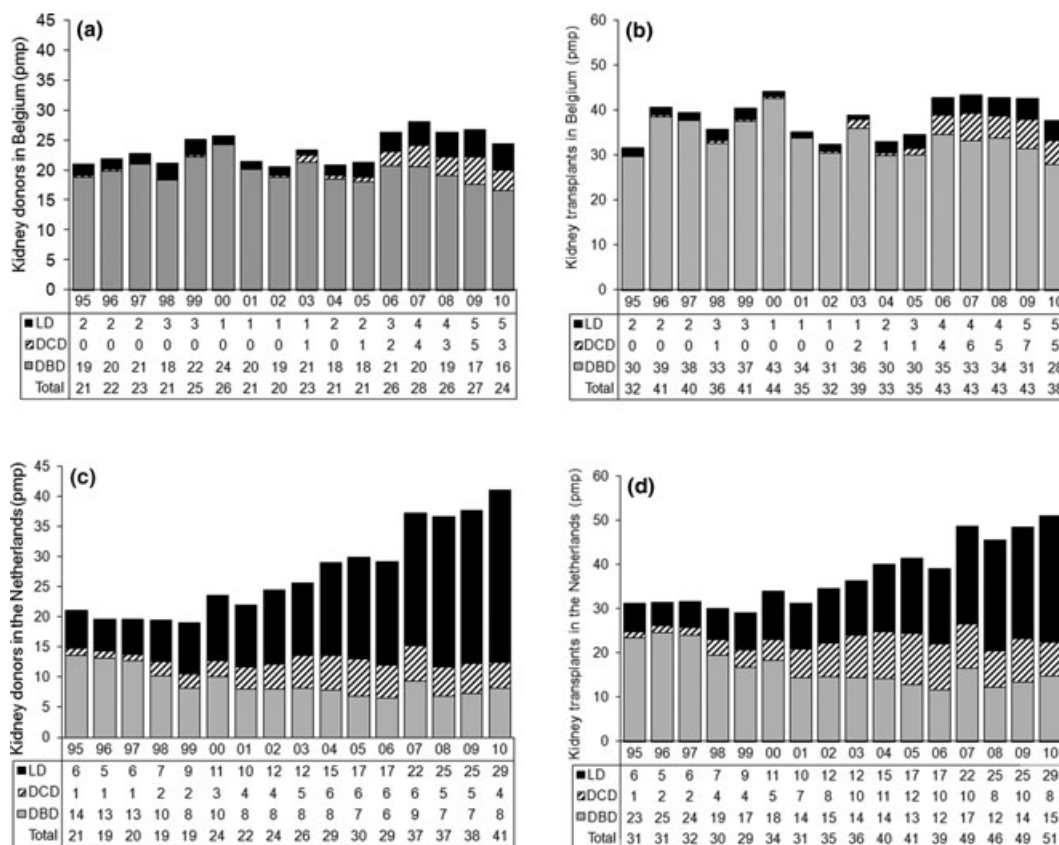 (a)
Kidney donors in Belgium (pmp)
45
40
35
30
25
20
15
10
5
0
95 96 97 98 99 00 01 02 03 04 05 06 07 08 09 10
LD 2 2 2 3 3 1 1 1 1 2 2 3 4 4 5 5
DCD 0 0 0 0 0 0 0 0 1 0 1 2 4 3 5 3
DBD 19 20 21 18 22 24 20 19 21 18 18 21 20 19 17 16
Total 21 22 23 21 25 26 21 20 23 21 21 26 28 26 27 24
(b)
Kidney transplants in Belgium (pmp)
60
50
40
30
20
10
0
95 96 97 98 99 00 01 02 03 04 05 06 07 08 09 10
LD 2 2 2 3 3 1 1 1 1 2 3 4 4 4 5 5
DCD 0 0 0 1 0 0 0 0 2 1 1 4 6 5 7 5
DBD 30 39 38 33 37 43 34 31 36 30 30 35 33 34 31 28
Total 32 41 40 36 41 44 35 32 39 33 35 43 43 43 43 38
(c)
Kidney donors in the Netherlands (pmp)
45
40
35
30
25
20
15
10
5
0
95 96 97 98 99 00 01 02 03 04 05 06 07 08 09 10
LD 6 5 6 7 9 11 10 12 12 15 17 17 22 25 25 29
DCD 1 1 1 2 2 3 4 4 5 6 6 6 6 5 5 4
DBD 14 13 13 10 8 10 8 8 8 8 7 6 9 7 7 8
Total 21 19 20 19 19 24 22 24 26 29 30 29 37 37 38 41
(d)
Kidney transplants in the Netherlands (pmp)
60
50
40
30
20
10
0
95 96 97 98 99 00 01 02 03 04 05 06 07 08 09 10
LD 6 5 6 7 9 11 10 12 12 15 17 17 22 25 25 29
DCD 1 2 2 4 4 5 7 8 10 11 12 10 10 8 10 8
DBD 23 25 24 19 17 18 14 15 14 14 13 12 17 12 14 15
Total 31 31 32 30 29 34 31 35 36 40 41 39 49 46 49 51